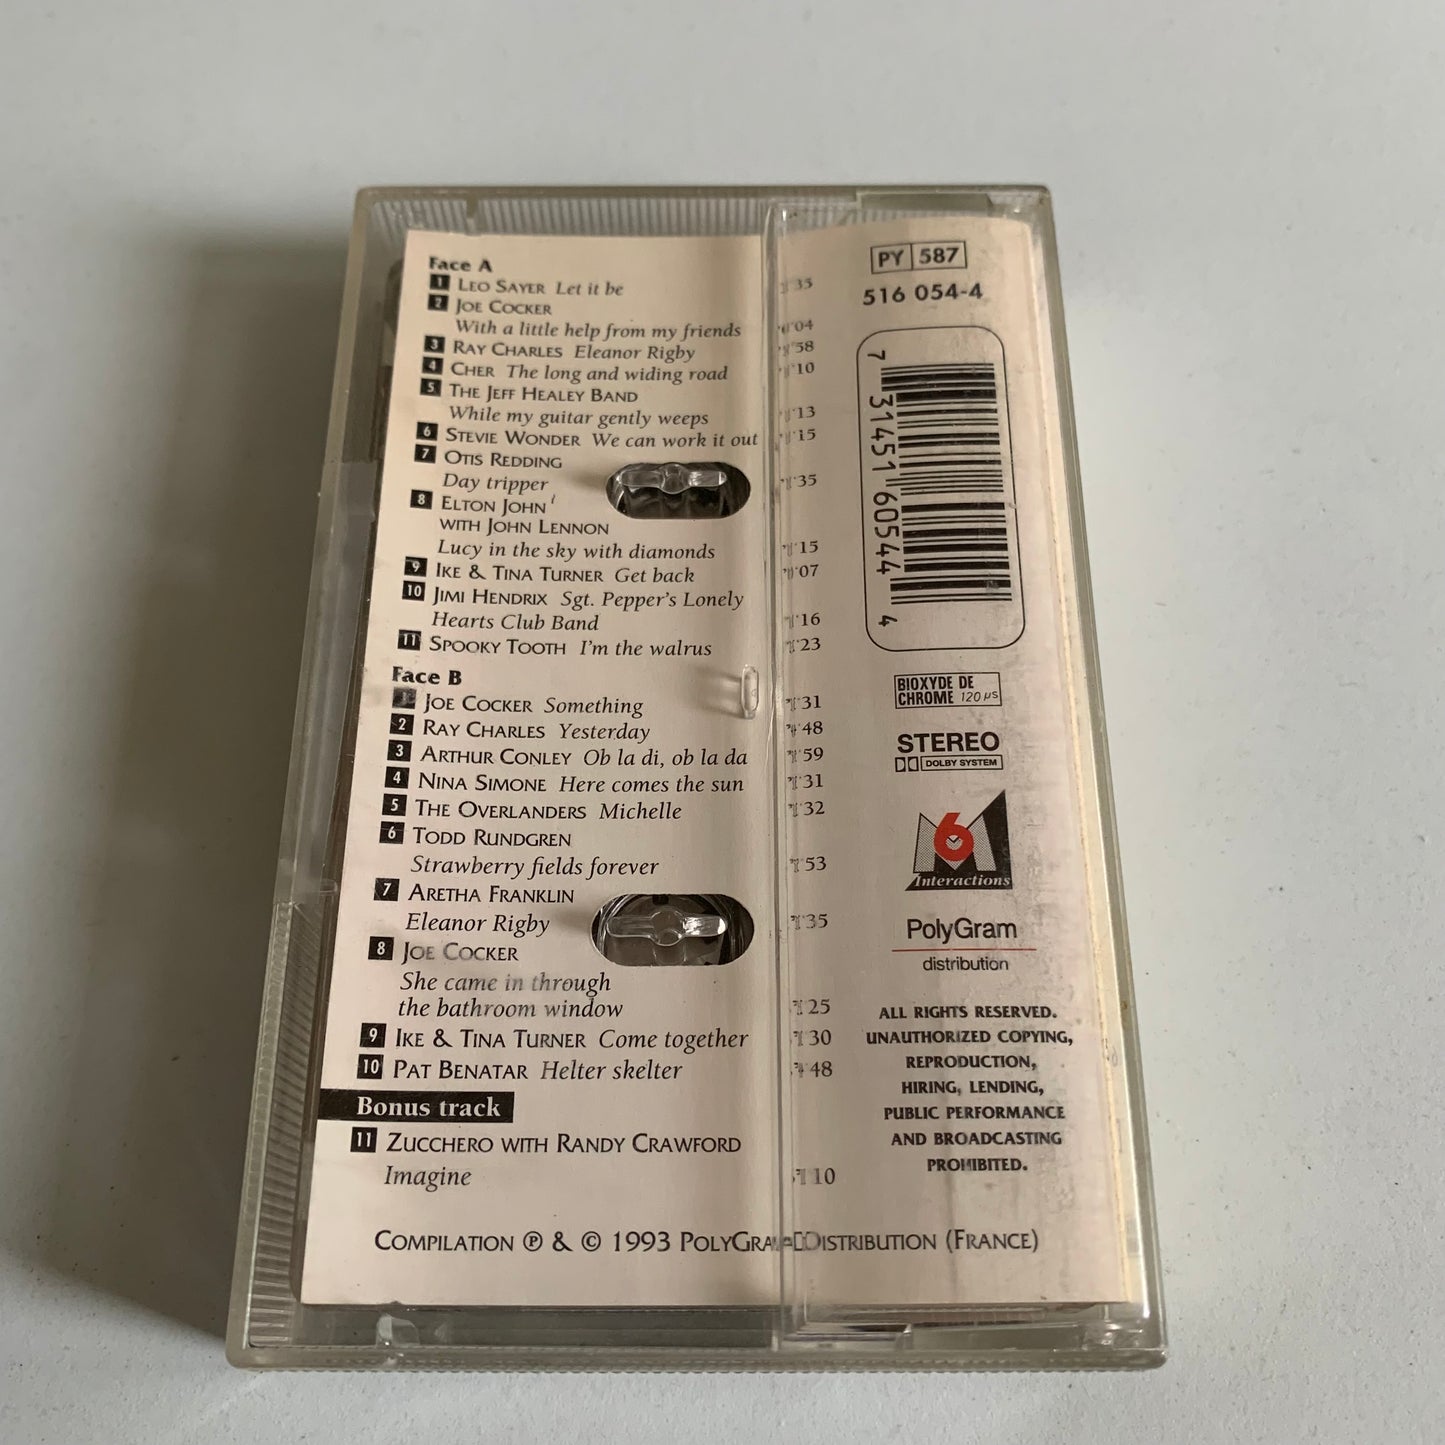 Face A
1 LEO SAYER Let it be
2 JOE COCKER
With a little help from my friends
3 RAY CHARLES Eleanor Rigby
4 CHER The long and widing road
5 THE JEFF HEALEY BAND
While my guitar gently weeps
6 STEVIE WONDER We can work it out
7 OTIS REDDING
Day tripper
8 ELTON JOHN
WITH JOHN LENNON
Lucy in the sky with diamonds
9 IKE & TINA TURNER Get back
10 JIMI HENDRIX Sgt. Pepper's Lonely
Hearts Club Band
11 SPOOKY TOOTH I'm the walrus
Face B
1 JOE COCKER Something
2 RAY CHARLES Yesterday
3 ARTHUR CONLEY Ob la di, ob la da
4 NINA SIMONE Here comes the sun
5 THE OVERLANDERS Michelle
6 TODD RUNDGREN
Strawberry fields forever
7 ARETHA FRANKLIN
Eleanor Rigby
8 JOE COCKER
She came in through
the bathroom window
9 IKE & TINA TURNER Come together
10 PAT BENATAR Helter skelter
Bonus track
11 ZUCCHERO WITH RANDY CRAWFORD
Imagine
COMPILATION ℗ & © 1993 POLYGRAM DISTRIBUTION (FRANCE)
PY 587
516 054-4
7 31451 60544 4
BIOXYDE DE
CHROME 120 µs
STEREO
DOLBY SYSTEM
M6
Interactions
PolyGram
distribution
ALL RIGHTS RESERVED.
UNAUTHORIZED COPYING,
REPRODUCTION,
HIRING, LENDING,
PUBLIC PERFORMANCE
AND BROADCASTING
PROHIBITED.